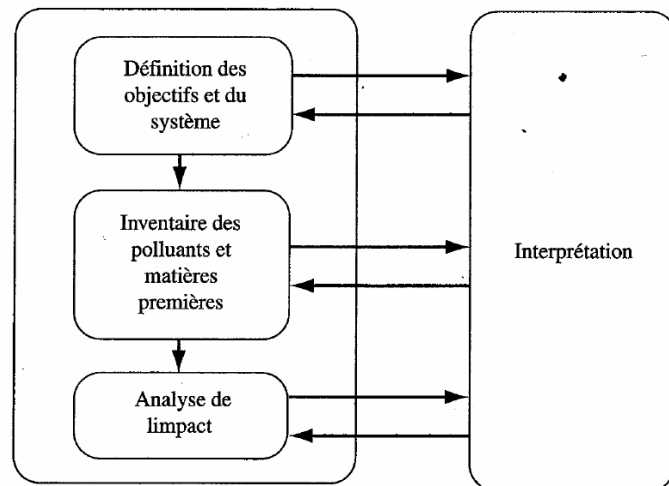 Définition des
objectifs et du
système
Inventaire des
polluants et
matières
premières
Interprétation
Analyse de
limpact